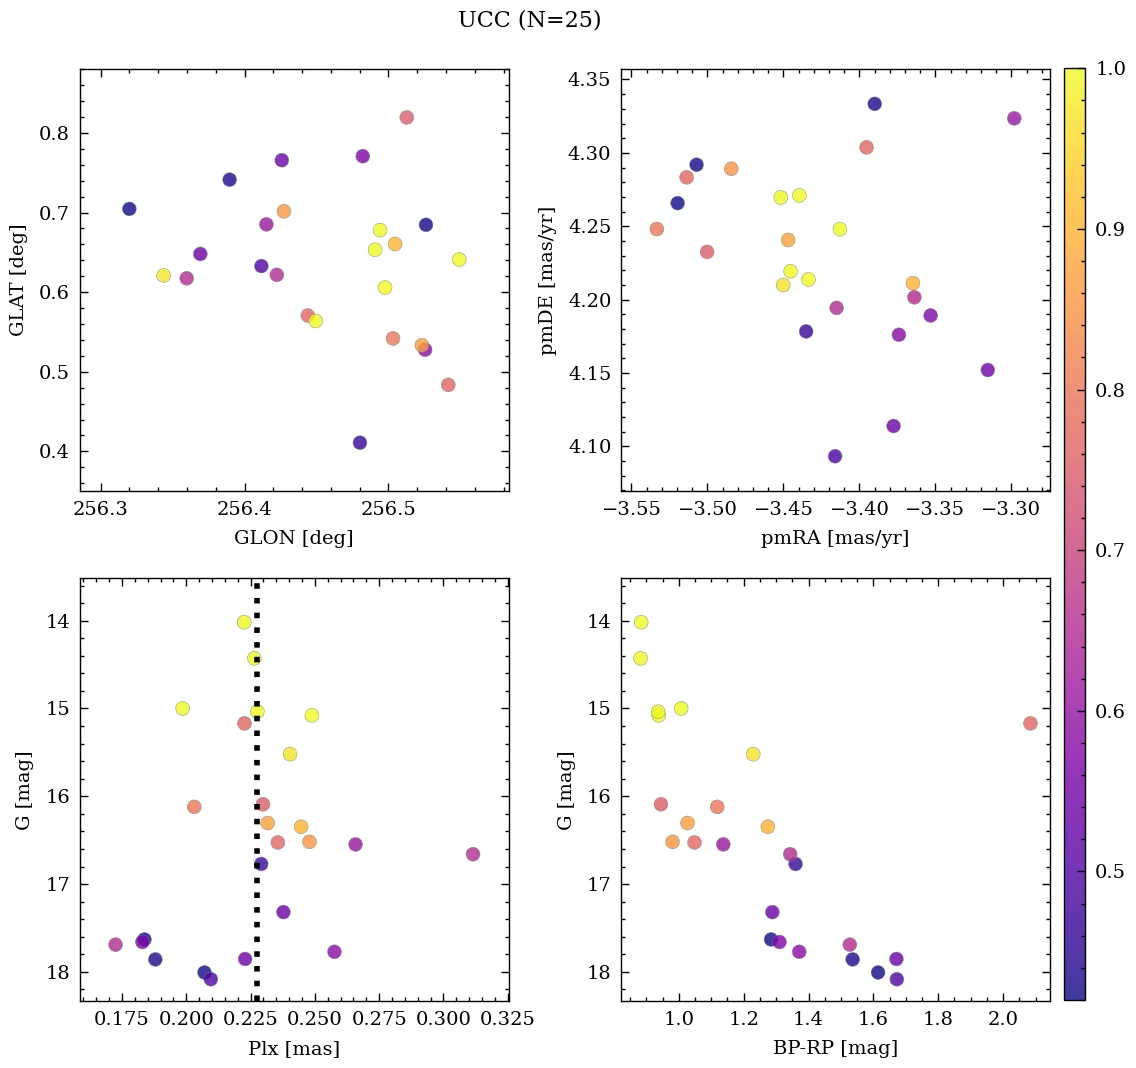 UCC (N=25)
0.8
0.7
0.6
0.5
0.4
GLAT [deg]
256.3 256.4 256.5
GLON [deg]
4.35
4.30
4.25
4.20
4.15
4.10
pmDE [mas/yr]
−3.55 −3.50 −3.45 −3.40 −3.35 −3.30
pmRA [mas/yr]
1.0
0.9
0.8
0.7
0.6
0.5
14
15
16
17
18
G [mag]
0.175 0.200 0.225 0.250 0.275 0.300 0.325
Plx [mas]
14
15
16
17
18
G [mag]
1.0 1.2 1.4 1.6 1.8 2.0
BP-RP [mag]